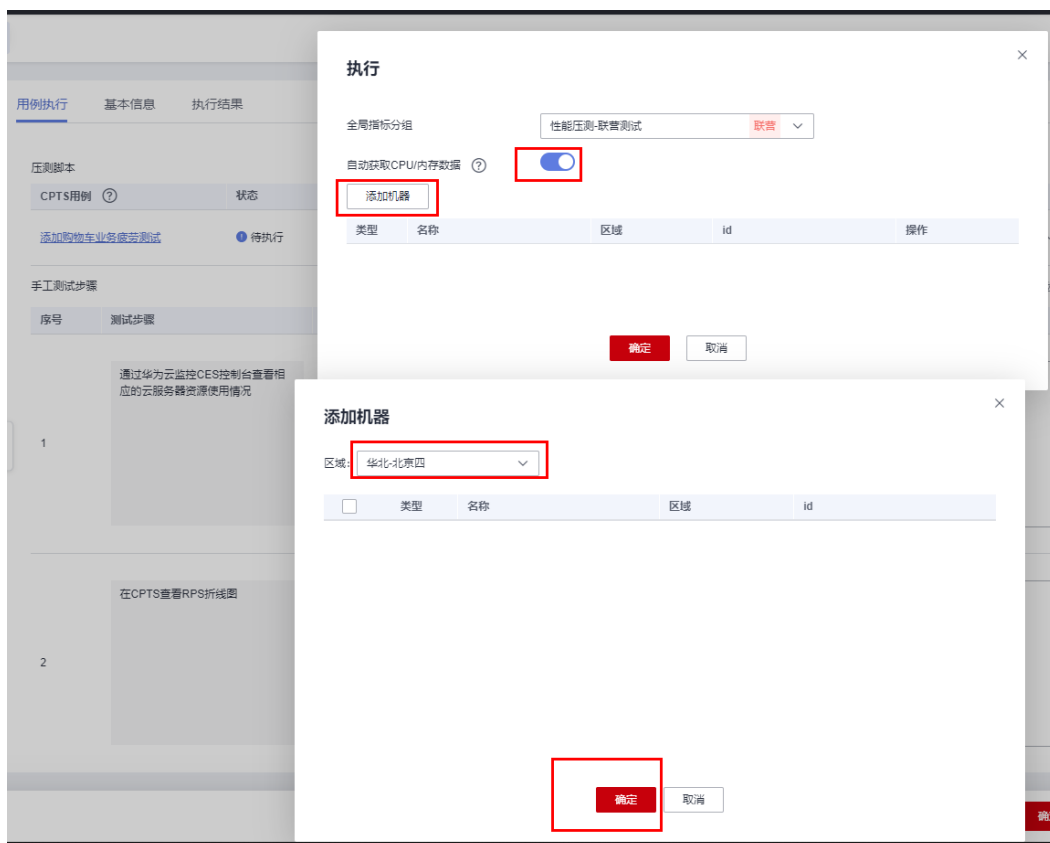 执行
全局指标分组
性能压测-联营测试 联营
自动获取CPU/内存数据 ?
添加机器
类型 名称 区域 id 操作
确定 取消
用例执行 基本信息 执行结果
压测脚本
CPTS用例 ? 状态
添加购物车业务疲劳测试 待执行
手工测试步骤
序号 测试步骤
1
通过华为云监控CES控制台查看相
应的云服务器资源使用情况
2
在CPTS查看RPS折线图
添加机器
区域: 华北-北京四
类型 名称 区域 id
确定 取消